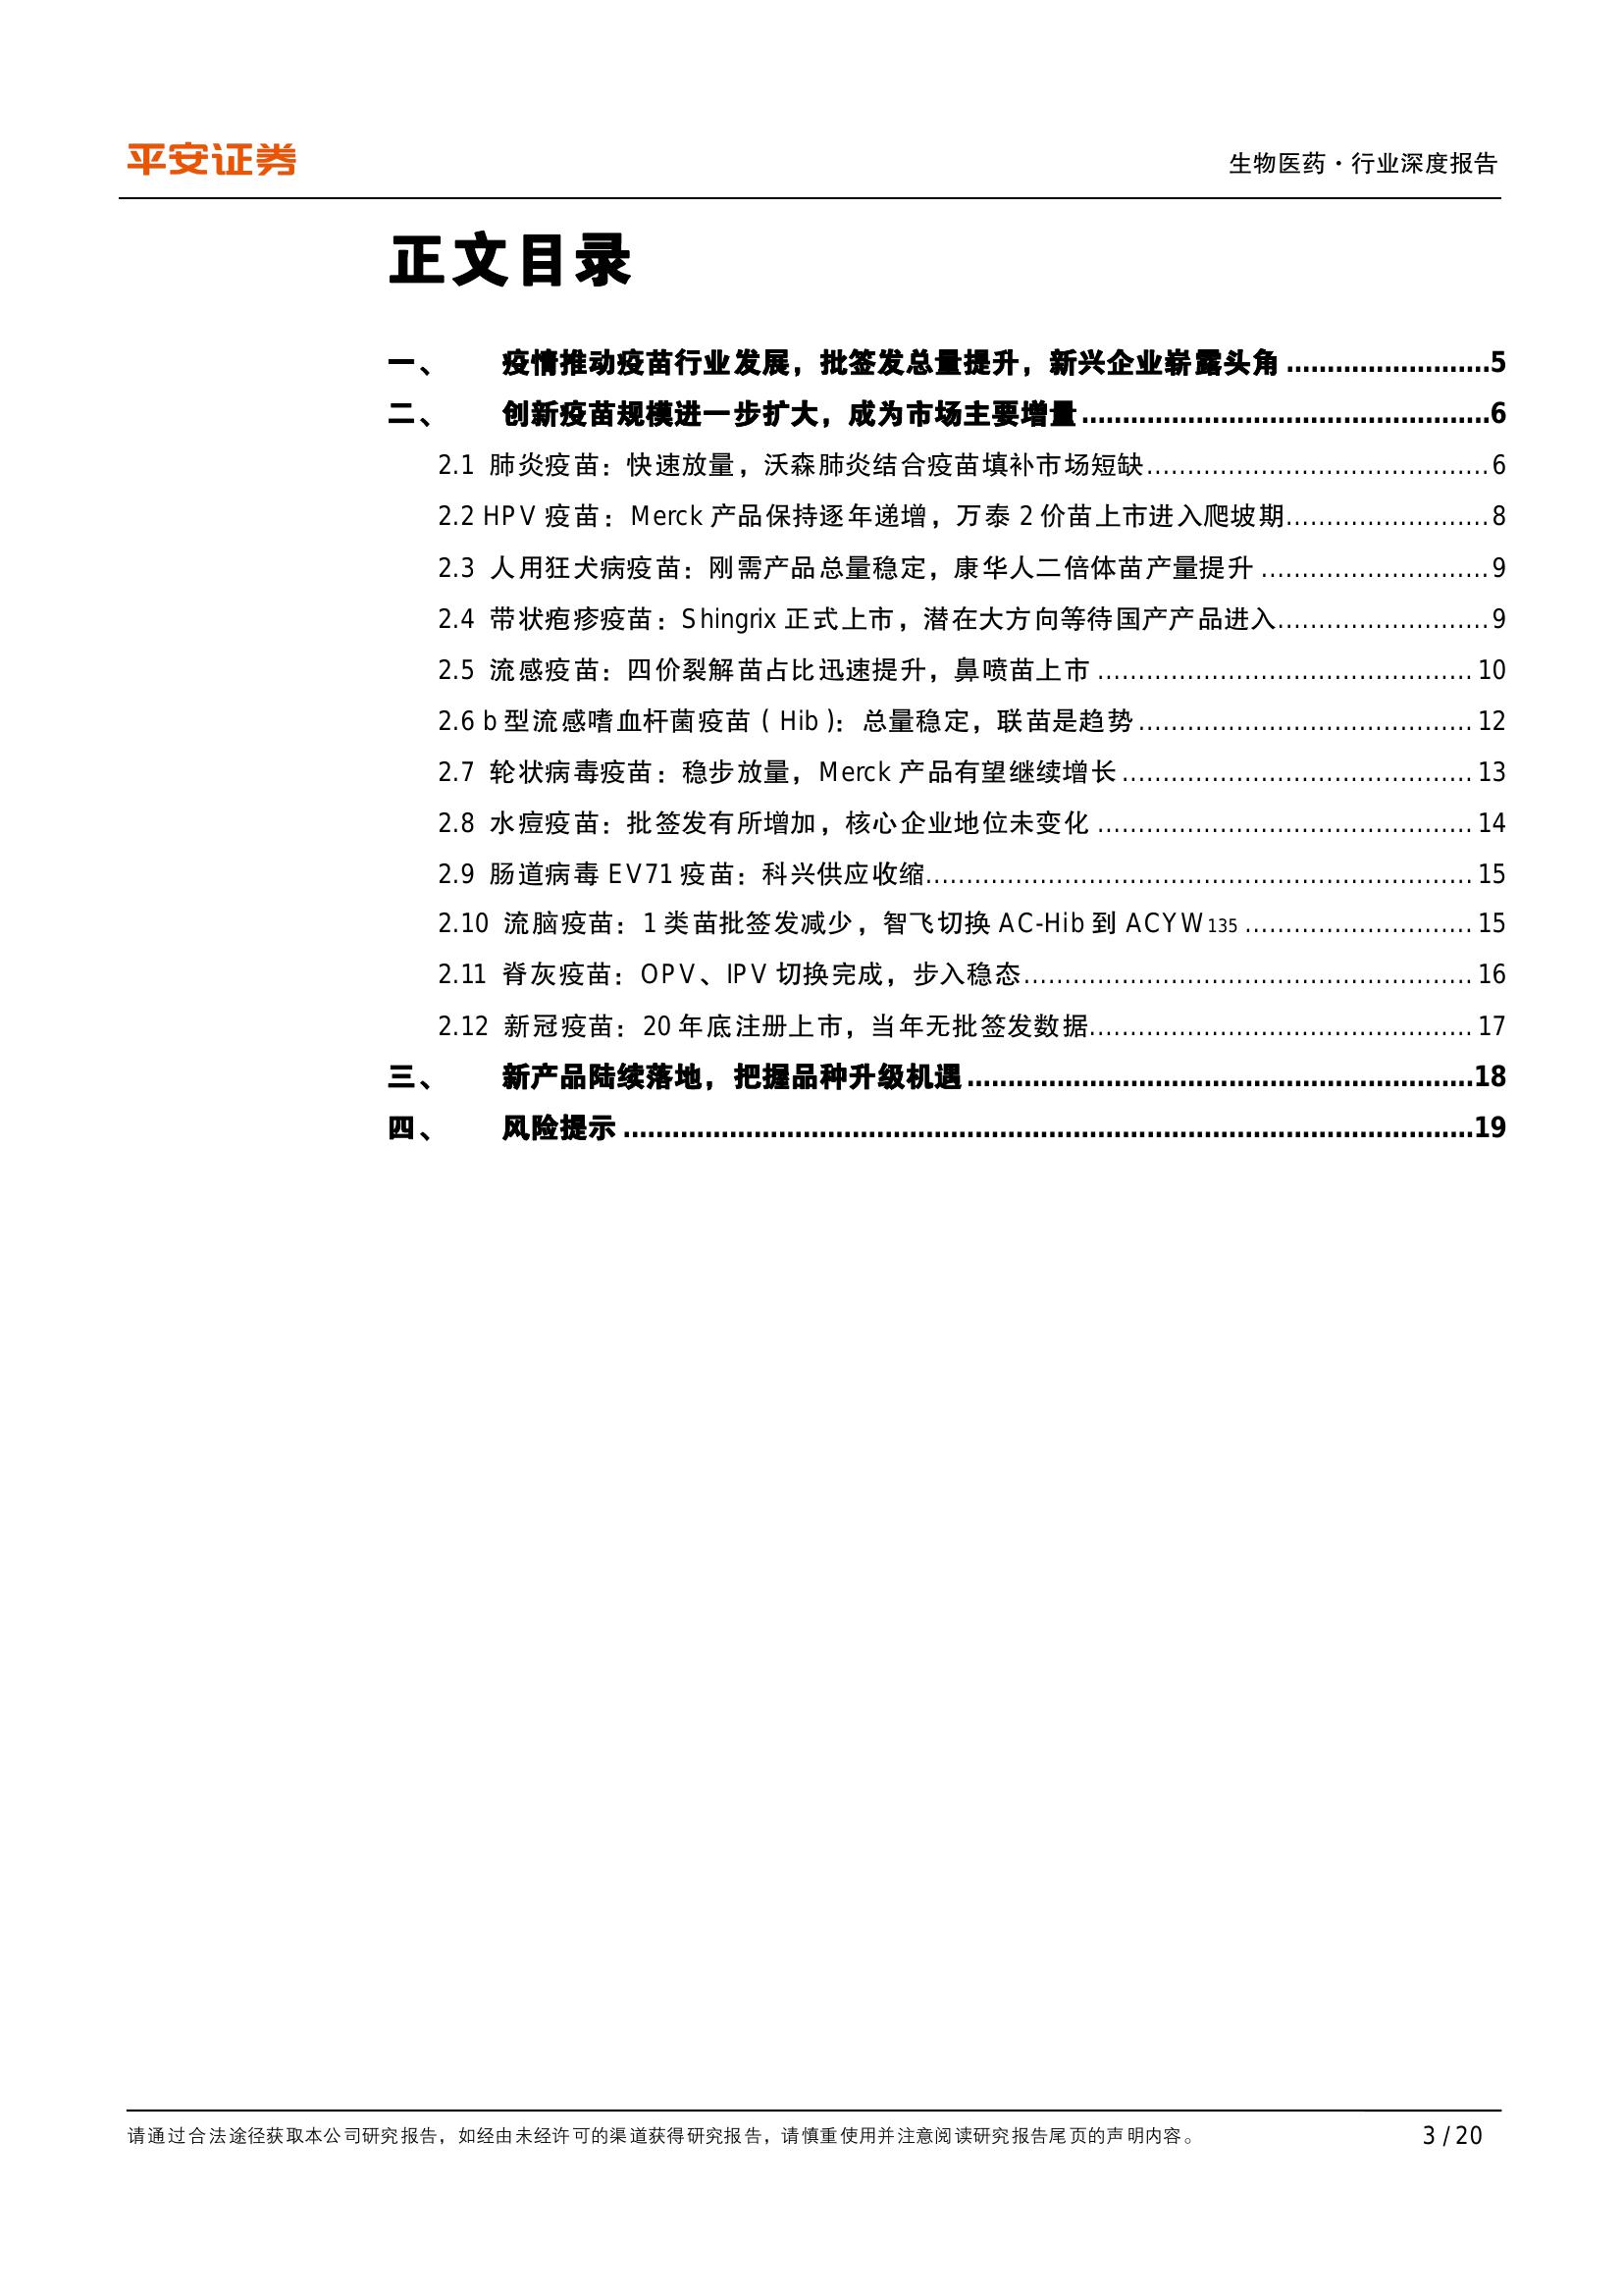 平安证券
生物医药·行业深度报告
正文目录
一、 疫情推动疫苗行业发展，批签发总量提升，新兴企业崭露头角.........................5
二、 创新疫苗规模进一步扩大，成为市场主要增量..................................................6
2.1 肺炎疫苗：快速放量，沃森肺炎结合疫苗填补市场短缺..........................................6
2.2 HPV 疫苗：Merck 产品保持逐年递增，万泰 2 价苗上市进入爬坡期.........................8
2.3 人用狂犬病疫苗：刚需产品总量稳定，康华人二倍体苗产量提升............................9
2.4 带状疱疹疫苗：Shingrix 正式上市，潜在大方向等待国产产品进入..........................9
2.5 流感疫苗：四价裂解苗占比迅速提升，鼻喷苗上市..............................................10
2.6 b 型流感嗜血杆菌疫苗（Hib）：总量稳定，联苗是趋势.........................................12
2.7 轮状病毒疫苗：稳步放量，Merck 产品有望继续增长...........................................13
2.8 水痘疫苗：批签发有所增加，核心企业地位未变化..............................................14
2.9 肠道病毒 EV71 疫苗：科兴供应收缩...................................................................15
2.10 流脑疫苗：1 类苗批签发减少，智飞切换 AC-Hib 到 ACYW135............................15
2.11 脊灰疫苗：OPV、IPV 切换完成，步入稳态.......................................................16
2.12 新冠疫苗：20 年底注册上市，当年无批签发数据...............................................17
三、 新产品陆续落地，把握品种升级机遇..............................................................18
四、 风险提示........................................................................................................19
请通过合法途径获取本公司研究报告，如经由未经许可的渠道获得研究报告，请慎重使用并注意阅读研究报告尾页的声明内容。
3 / 20